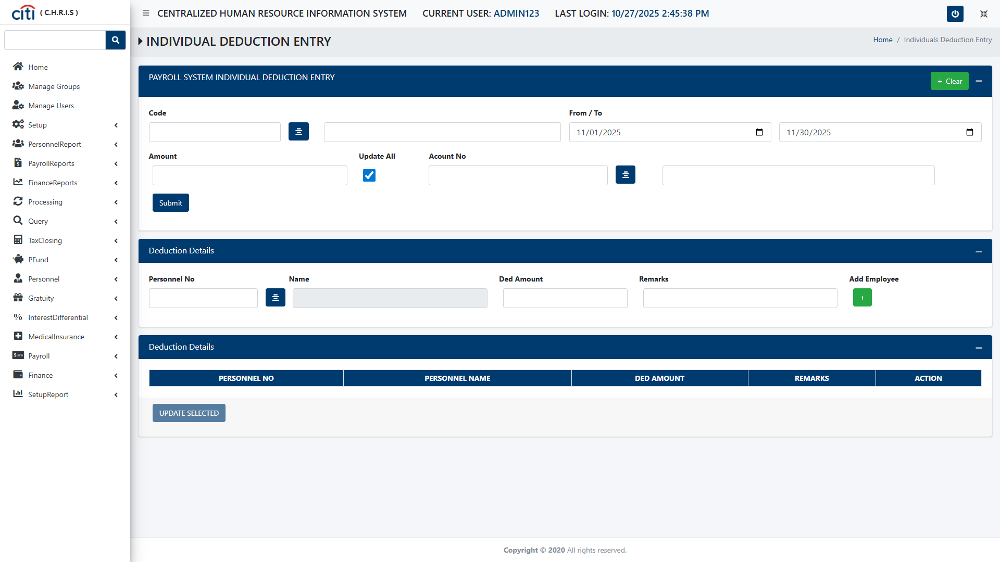 citi ( C.H.R.I.S )
CENTRALIZED HUMAN RESOURCE INFORMATION SYSTEM CURRENT USER: ADMIN123 LAST LOGIN: 10/27/2025 2:45:38 PM
INDIVIDUAL DEDUCTION ENTRY
Home / Individuals Deduction Entry
Home
Manage Groups
Manage Users
Setup
PersonnelReport
PayrollReports
FinanceReports
Processing
Query
TaxClosing
PFund
Personnel
Gratuity
InterestDifferential
MedicalInsurance
Payroll
Finance
SetupReport
PAYROLL SYSTEM INDIVIDUAL DEDUCTION ENTRY
+ Clear
Code From / To
11/01/2025 11/30/2025
Amount Update All Acount No
Submit
Deduction Details
Personnel No Name Ded Amount Remarks Add Employee
+
Deduction Details
PERSONNEL NO PERSONNEL NAME DED AMOUNT REMARKS ACTION
UPDATE SELECTED
Copyright © 2020 All rights reserved.